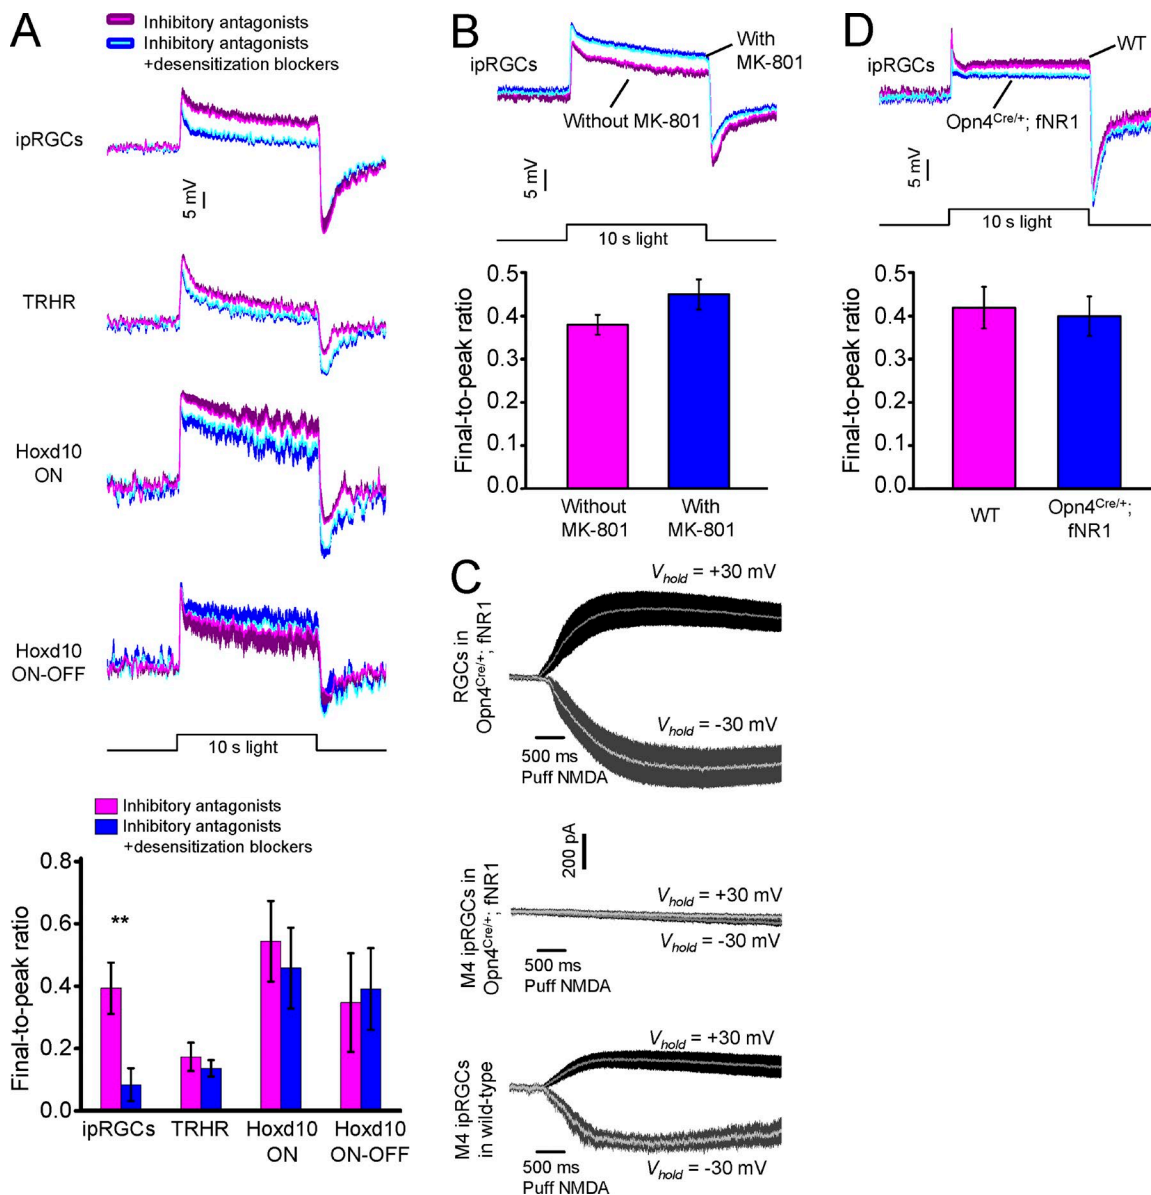 A
Inhibitory antagonists
Inhibitory antagonists
+desensitization blockers
ipRGCs
5 mV
TRHR
Hoxd10
ON
Hoxd10
ON-OFF
10 s light
Inhibitory antagonists
Inhibitory antagonists
+desensitization blockers
Final-to-peak ratio
0.8
0.6
0.4
0.2
0.0
**
ipRGCs
TRHR
Hoxd10
ON
Hoxd10
ON-OFF
B
ipRGCs
With
MK-801
Without MK-801
5 mV
10 s light
Final-to-peak ratio
0.5
0.4
0.3
0.2
0.1
0.0
Without
MK-801
With
MK-801
C
RGCs in
Opn4Cre/+; fNR1
Vhold = +30 mV
Vhold = -30 mV
500 ms
Puff NMDA
200 pA
M4 ipRGCs in
Opn4Cre/+; fNR1
Vhold = +30 mV
Vhold = -30 mV
500 ms
Puff NMDA
M4 ipRGCs
in wild-type
Vhold = +30 mV
Vhold = -30 mV
500 ms
Puff NMDA
D
ipRGCs
WT
Opn4Cre/+; fNR1
5 mV
10 s light
Final-to-peak ratio
0.5
0.4
0.3
0.2
0.1
0.0
WT
Opn4Cre/+;
fNR1